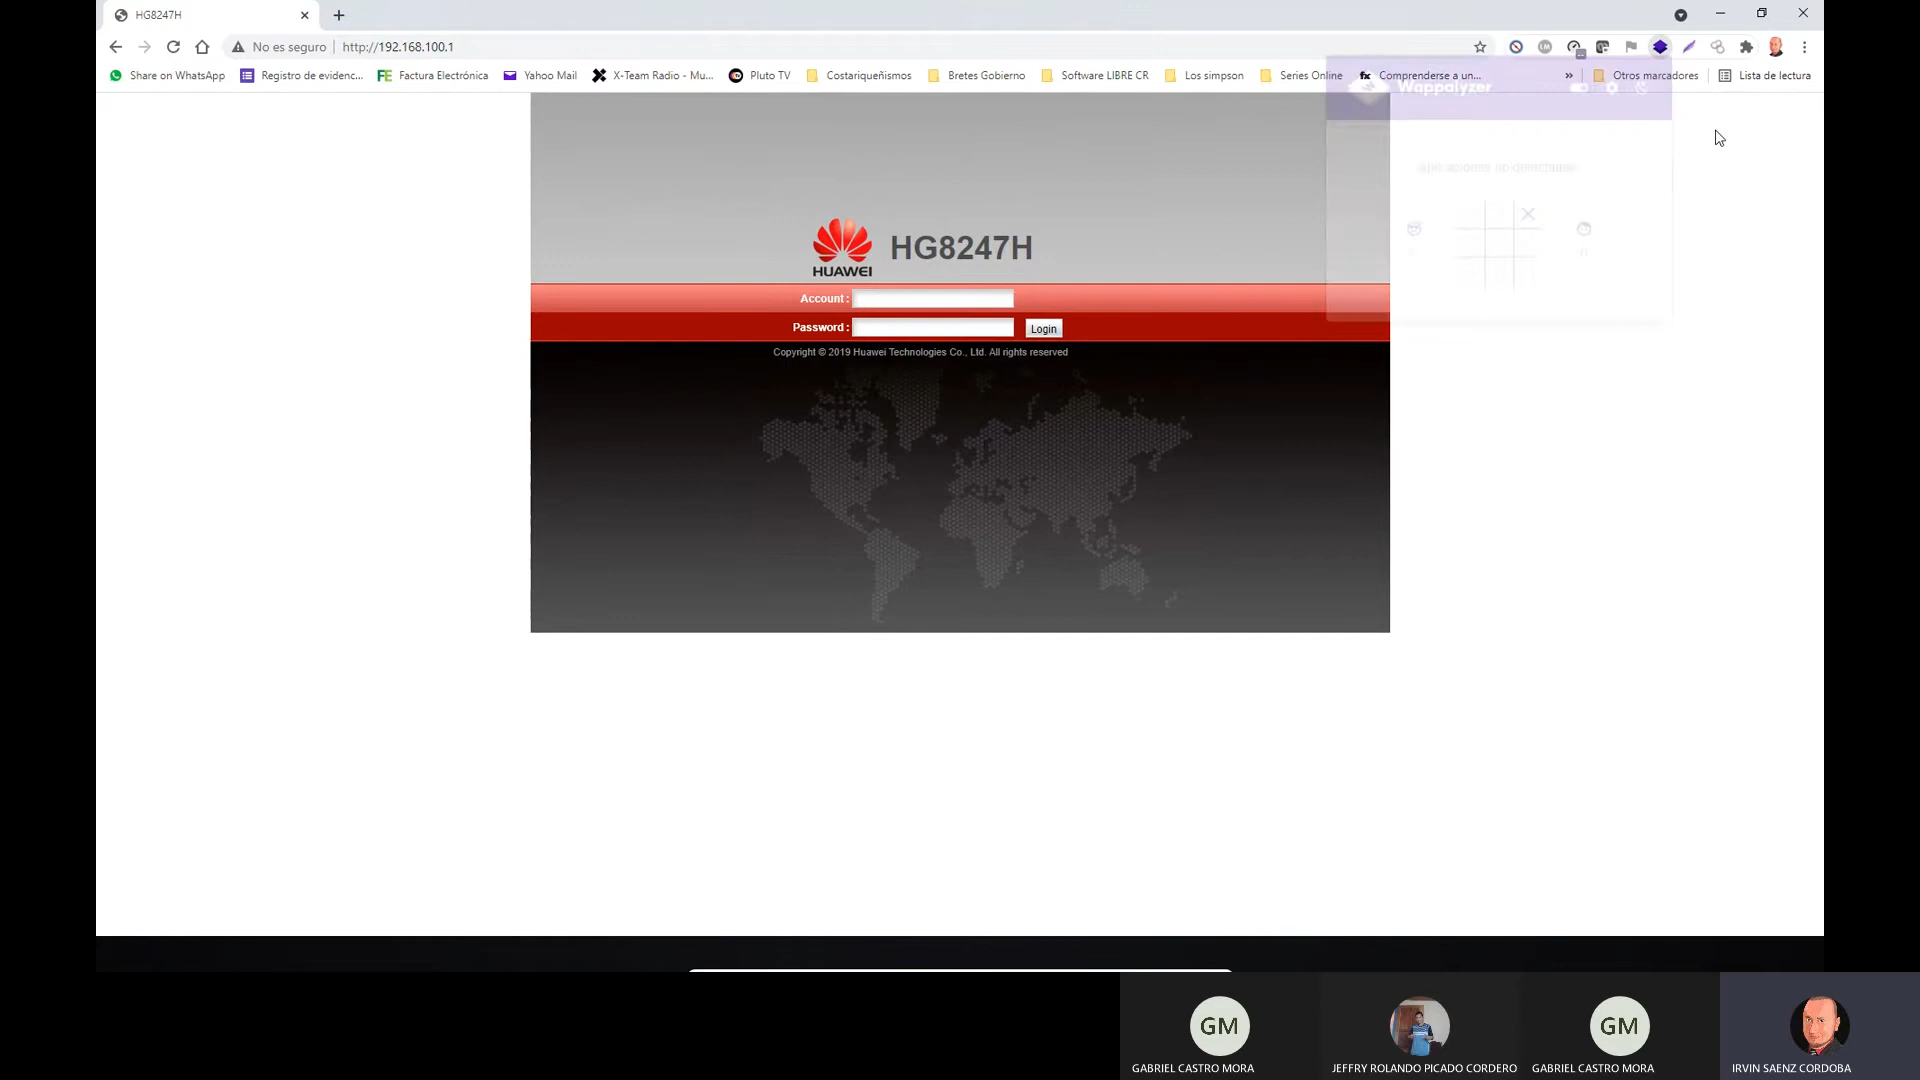 HG8247H
No es seguro
http://192.168.100.1
Share on WhatsApp
Registro de evidenc...
FE
Factura Electrónica
Yahoo Mail
X-Team Radio - Mu...
Pluto TV
Costariqueñismos
Bretes Gobierno
Software LIBRE CR
Los simpson
Series Online
fx
Comprenderse a un...
»
Otros marcadores
Lista de lectura
Wappalyzer
HUAWEI
HG8247H
Account :
Password :
Login
Copyright © 2019 Huawei Technologies Co., Ltd. All rights reserved
GM
GM
GABRIEL CASTRO MORA
JEFFRY ROLANDO PICADO CORDERO
GABRIEL CASTRO MORA
IRVIN SAENZ CORDOBA